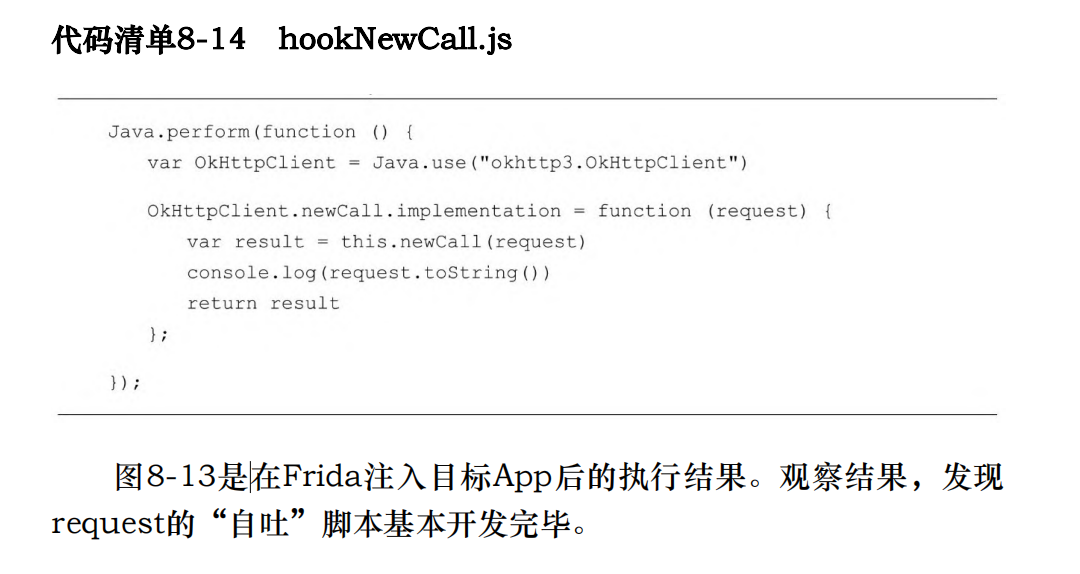 代码清单8-14 hookNewCall.js
Java.perform(function () {
var OkHttpClient = Java.use("okhttp3.OkHttpClient")
OkHttpClient.newCall.implementation = function (request) {
var result = this.newCall(request)
console.log(request.toString())
return result
};
});
图8-13是在Frida注入目标App后的执行结果。观察结果，发现
request的“自吐”脚本基本开发完毕。